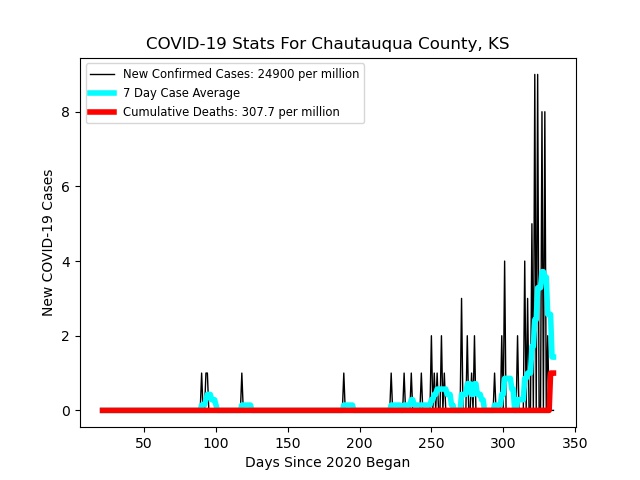 COVID-19 Stats For Chautauqua County, KS
New Confirmed Cases: 24900 per million
7 Day Case Average
Cumulative Deaths: 307.7 per million
New COVID-19 Cases
8
6
4
2
0
50 100 150 200 250 300 350
Days Since 2020 Began